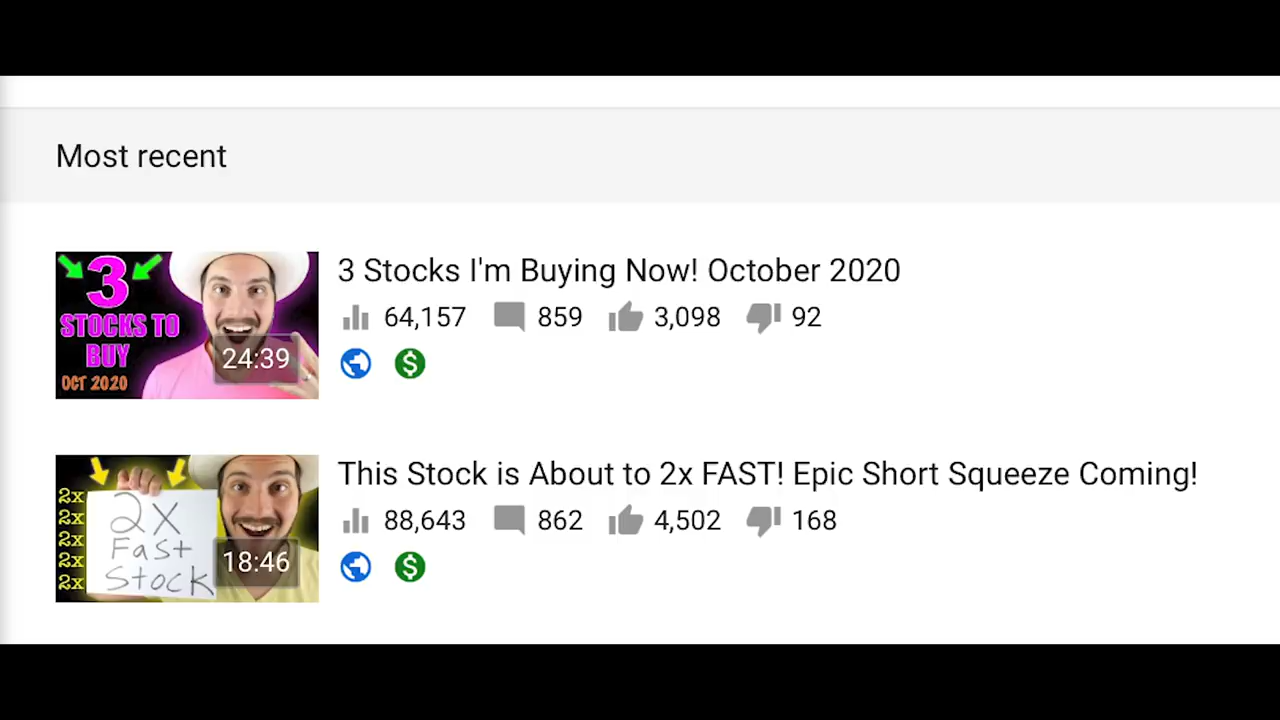 Most recent
3
STOCKS TO
BUY
OCT 2020
24:39
3 Stocks I'm Buying Now! October 2020
64,157 859 3,098 92
$
2x
2x
2x
2x
2x
2X
Fast
Stock
18:46
This Stock is About to 2x FAST! Epic Short Squeeze Coming!
88,643 862 4,502 168
$